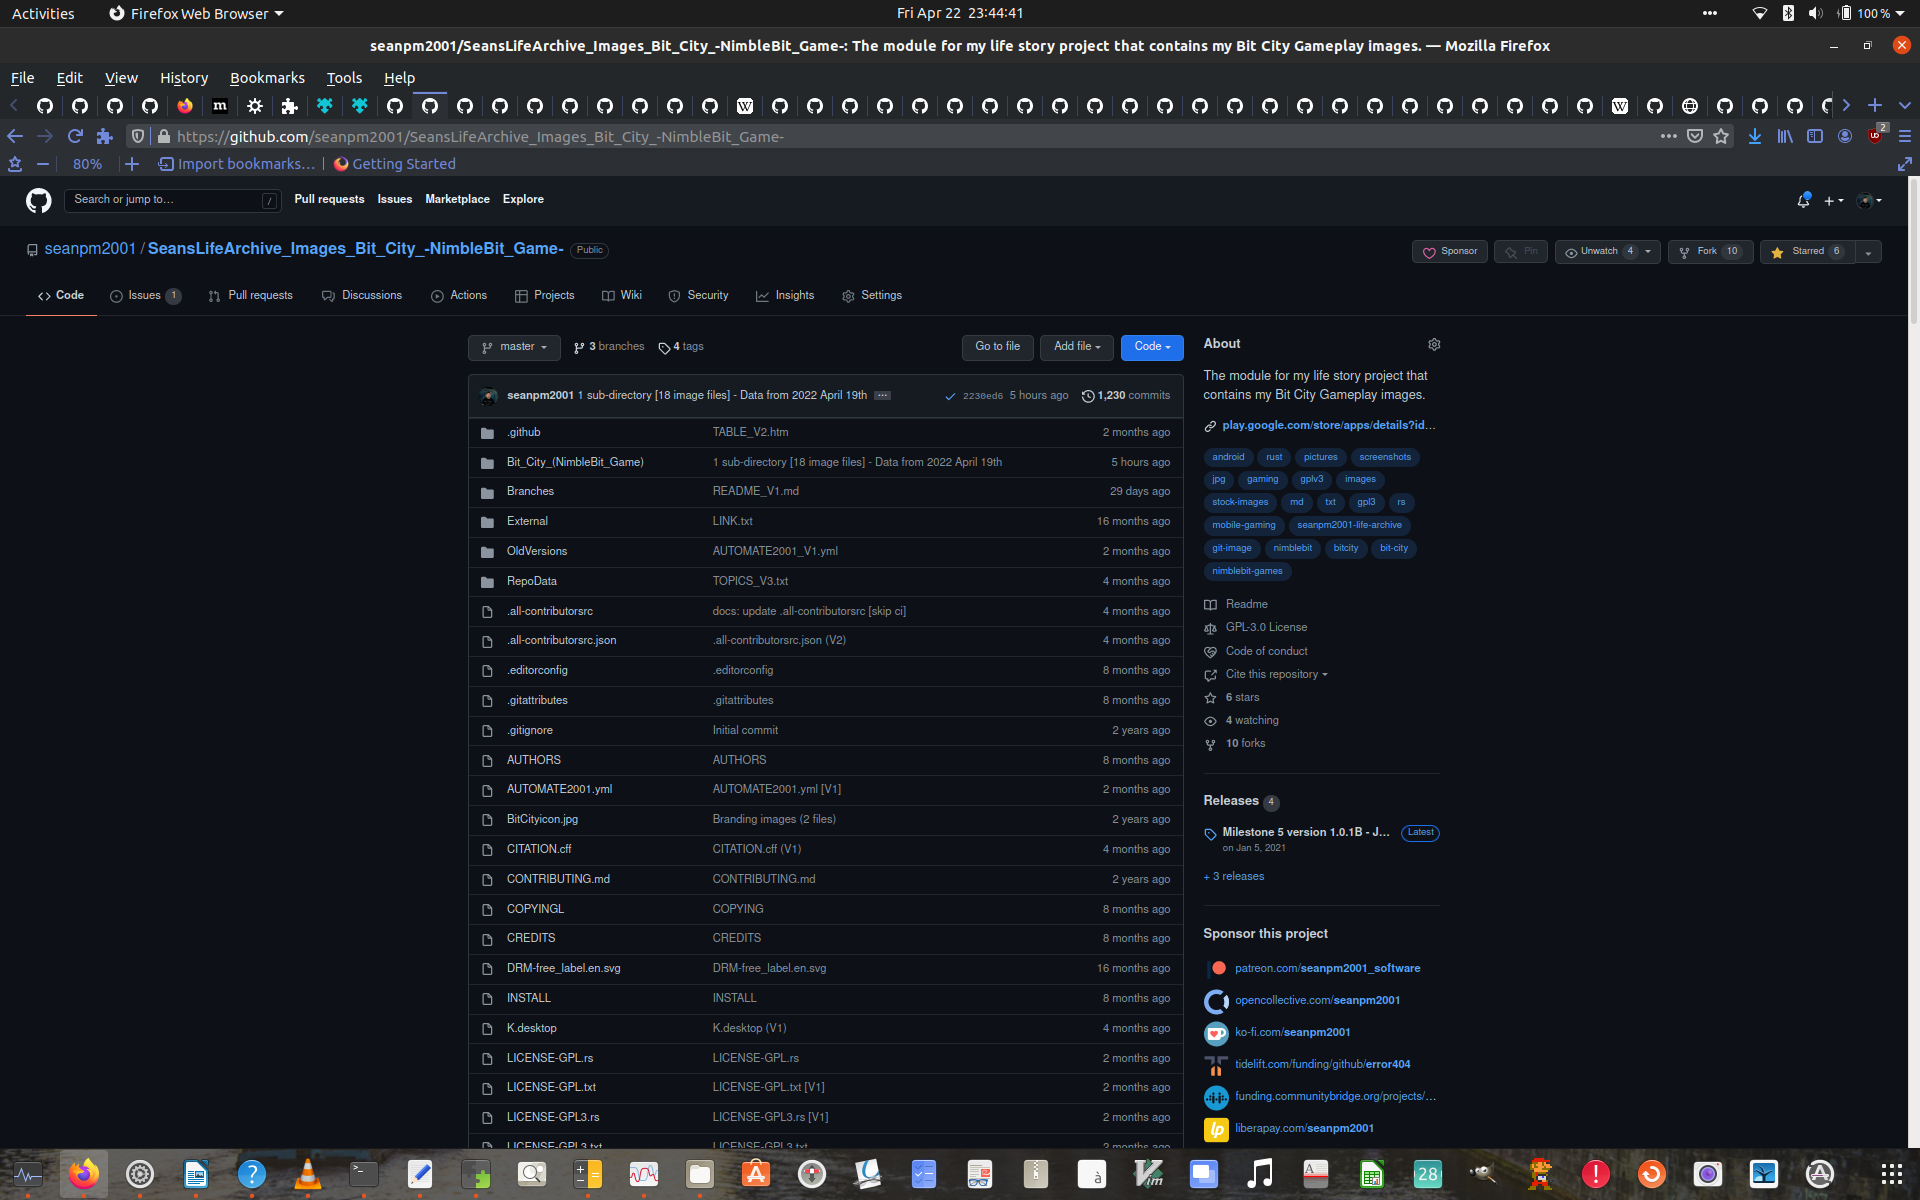 Activities
Firefox Web Browser
Fri Apr 22 23:44:41
100 %
seanpm2001/SeansLifeArchive_Images_Bit_City_-NimbleBit_Game-: The module for my life story project that contains my Bit City Gameplay images. — Mozilla Firefox
File Edit View History Bookmarks Tools Help
https://github.com/seanpm2001/SeansLifeArchive_Images_Bit_City_-NimbleBit_Game-
2
80%
Import bookmarks…
Getting Started
Search or jump to…
/
Pull requests Issues Marketplace Explore
seanpm2001 / SeansLifeArchive_Images_Bit_City_-NimbleBit_Game- Public
Sponsor Pin Unwatch 4 Fork 10 Starred 6
Code Issues 1 Pull requests Discussions Actions Projects Wiki Security Insights Settings
master 3 branches 4 tags Go to file Add file Code
seanpm2001 1 sub-directory [18 image files] - Data from 2022 April 19th 2230ed6 5 hours ago 1,230 commits
.github TABLE_V2.htm 2 months ago
Bit_City_(NimbleBit_Game) 1 sub-directory [18 image files] - Data from 2022 April 19th 5 hours ago
Branches README_V1.md 29 days ago
External LINK.txt 16 months ago
OldVersions AUTOMATE2001_V1.yml 2 months ago
RepoData TOPICS_V3.txt 4 months ago
.all-contributorsrc docs: update .all-contributorsrc [skip ci] 4 months ago
.all-contributorsrc.json .all-contributorsrc.json (V2) 4 months ago
.editorconfig .editorconfig 8 months ago
.gitattributes .gitattributes 8 months ago
.gitignore Initial commit 2 years ago
AUTHORS AUTHORS 8 months ago
AUTOMATE2001.yml AUTOMATE2001.yml [V1] 2 months ago
BitCityicon.jpg Branding images (2 files) 2 years ago
CITATION.cff CITATION.cff (V1) 4 months ago
CONTRIBUTING.md CONTRIBUTING.md 2 years ago
COPYINGL COPYING 8 months ago
CREDITS CREDITS 8 months ago
DRM-free_label.en.svg DRM-free_label.en.svg 16 months ago
INSTALL INSTALL 8 months ago
K.desktop K.desktop (V1) 4 months ago
LICENSE-GPL.rs LICENSE-GPL.rs 2 months ago
LICENSE-GPL.txt LICENSE-GPL.txt [V1] 2 months ago
LICENSE-GPL3.rs LICENSE-GPL3.rs [V1] 2 months ago
LICENSE-GPL3.txt LICENSE-GPL3.txt 2 months ago
About
The module for my life story project that
contains my Bit City Gameplay images.
play.google.com/store/apps/details?id…
android rust pictures screenshots
jpg gaming gplv3 images
stock-images md txt gpl3 rs
mobile-gaming seanpm2001-life-archive
git-image nimblebit bitcity bit-city
nimblebit-games
Readme
GPL-3.0 License
Code of conduct
Cite this repository
6 stars
4 watching
10 forks
Releases 4
Milestone 5 version 1.0.1B - J… Latest
on Jan 5, 2021
+ 3 releases
Sponsor this project
patreon.com/seanpm2001_software
opencollective.com/seanpm2001
ko-fi.com/seanpm2001
tidelift.com/funding/github/error404
funding.communitybridge.org/projects/…
liberapay.com/seanpm2001
28